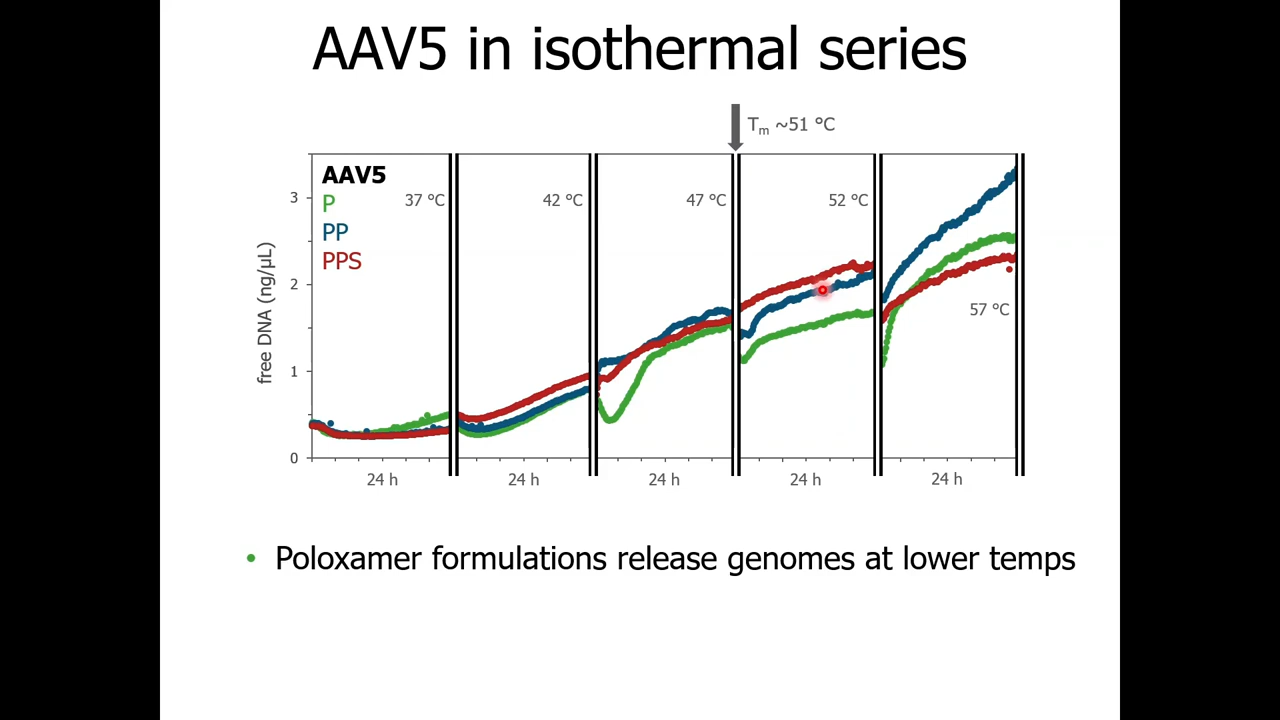 AAV5 in isothermal series
Tm ~51 °C
AAV5
P
PP
PPS
37 °C
42 °C
47 °C
52 °C
57 °C
free DNA (ng/µL)
3
2
1
0
24 h
24 h
24 h
24 h
24 h
• Poloxamer formulations release genomes at lower temps